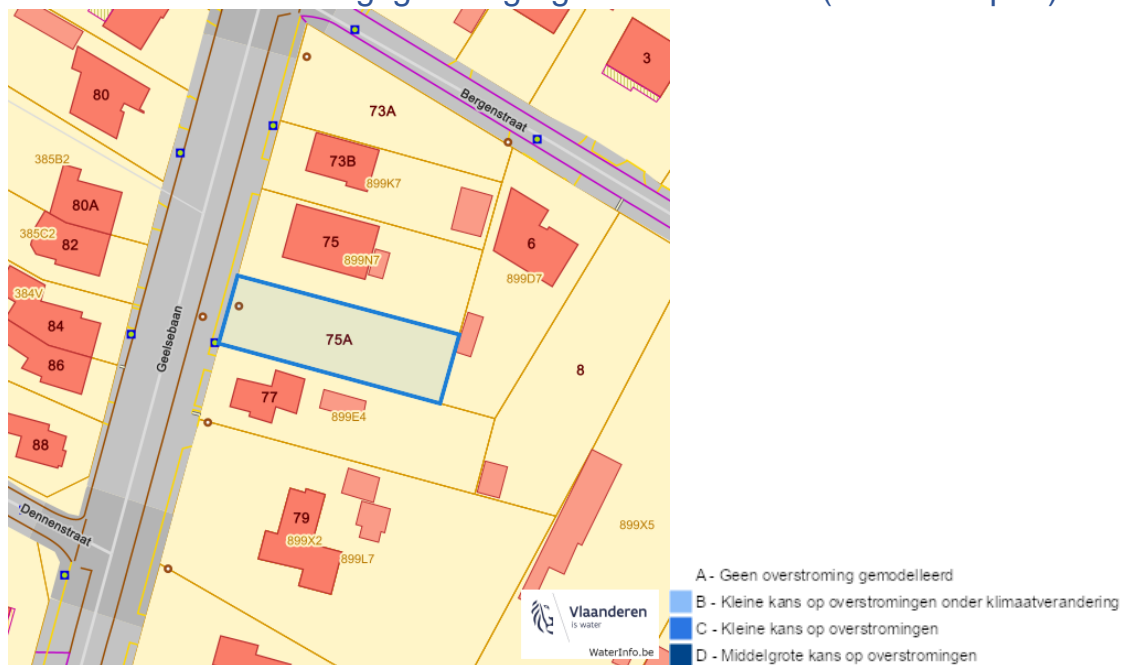 3
80
Bergenstraat
73A
385B2
73B
899K7
80A
385C2
82
75
6
899N7
899D7
384V
84
Geelsebaan
75A
86
8
77
899E4
88
Dennenstraat
79
899X2
899L7
899X5
Vlaanderen
is water
WaterInfo.be
A - Geen overstroming gemodelleerd
B - Kleine kans op overstromingen onder klimaatverandering
C - Kleine kans op overstromingen
D - Middelgrote kans op overstromingen